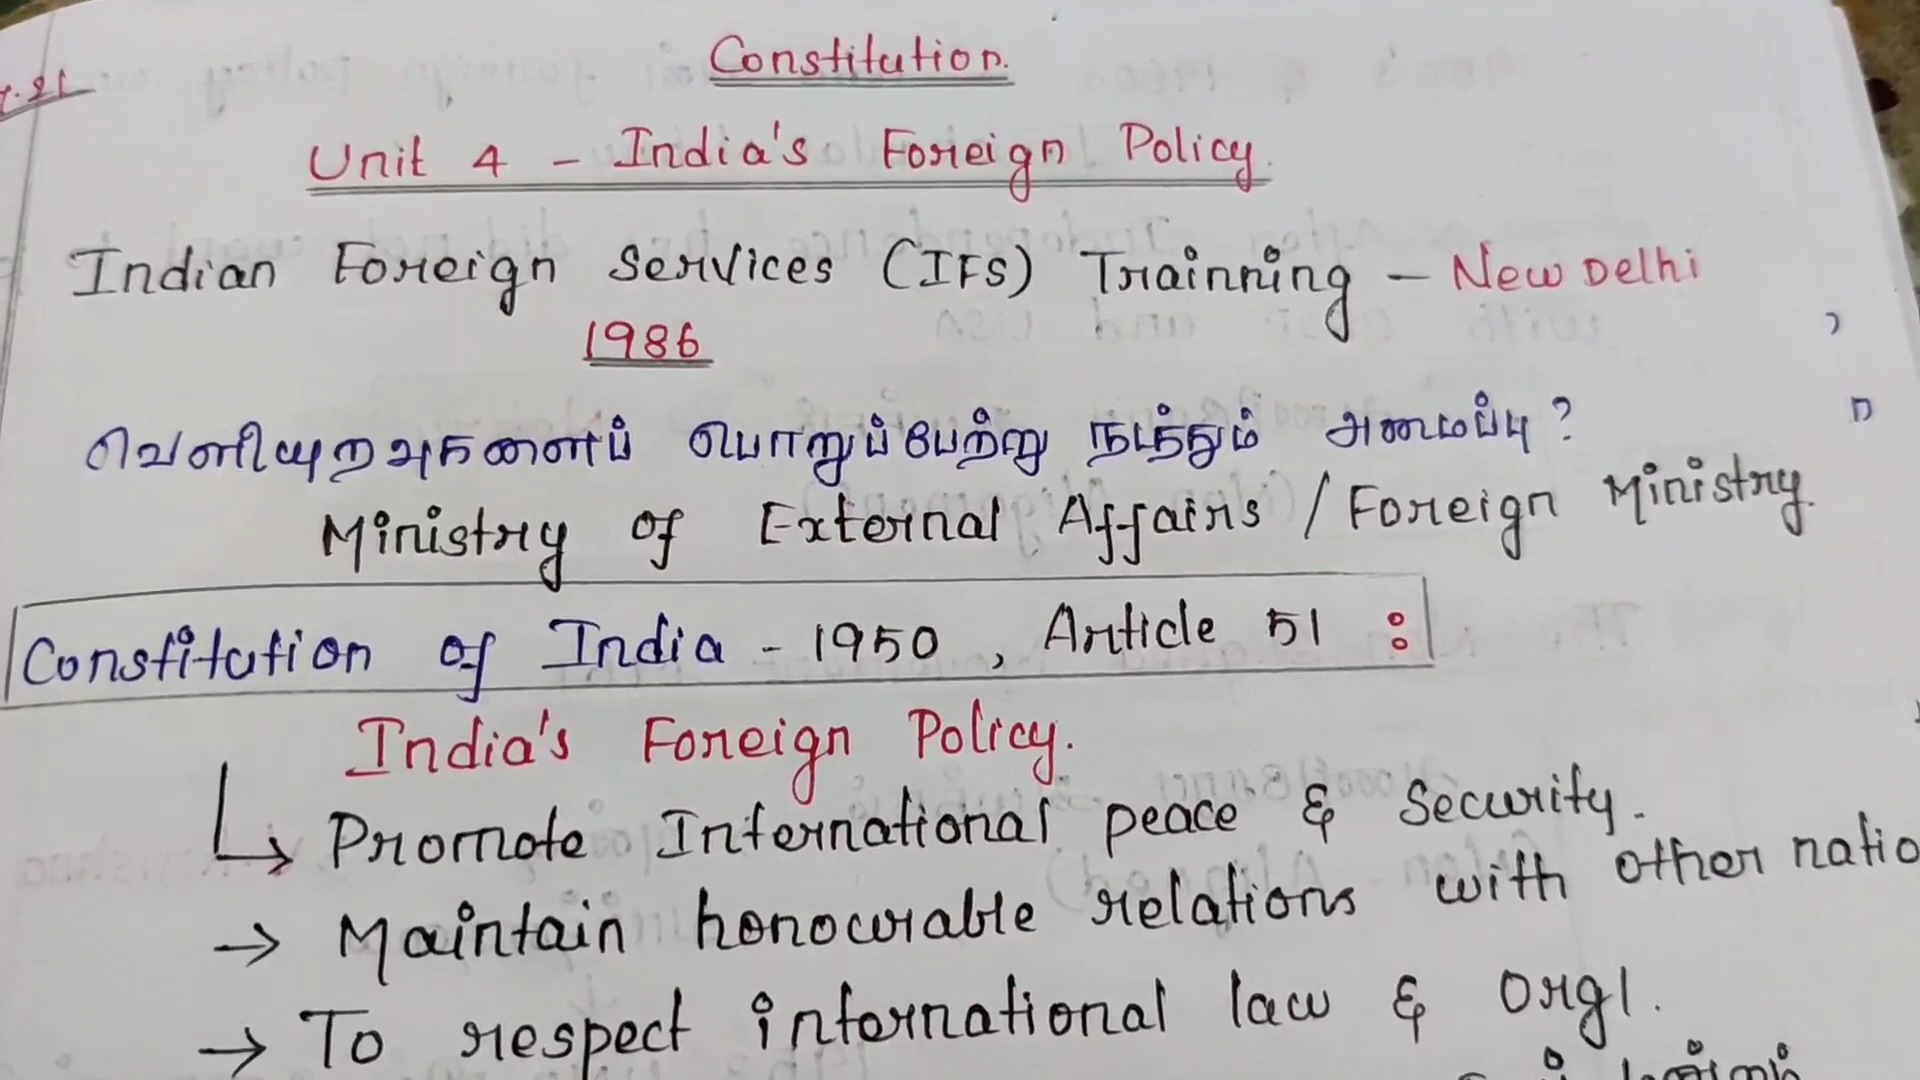 Constitution.
Unit 4 - India's Foreign Policy.
Indian Foreign Services (IFS) Trainning - New Delhi
1986
வெளியுறவுகளைப் பொறுப்பேற்று நடத்தும் அமைப்பு?
Ministry of External Affairs / Foreign Ministry.
Constitution of India - 1950, Article 51 :
India's Foreign Policy.
↳ Promote International peace & Security.
→ Maintain honourable relations with other natio
→ To respect international law & Orgl.